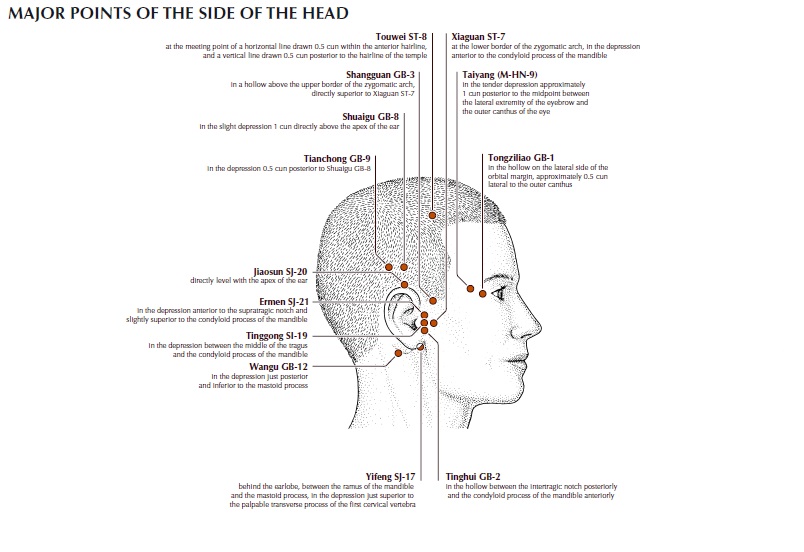 MAJOR POINTS OF THE SIDE OF THE HEAD
Touwei ST-8
at the meeting point of a horizontal line drawn 0.5 cun within the anterior hairline,
and a vertical line drawn 0.5 cun posterior to the hairline of the temple
Xiaguan ST-7
at the lower border of the zygomatic arch, in the depression
anterior to the condyloid process of the mandible
Shangguan GB-3
in a hollow above the upper border of the zygomatic arch,
directly superior to Xiaguan ST-7
Taiyang (M-HN-9)
in the tender depression approximately
1 cun posterior to the midpoint between
the lateral extremity of the eyebrow and
the outer canthus of the eye
Shuaigu GB-8
in the slight depression 1 cun directly above the apex of the ear
Tianchong GB-9
in the depression 0.5 cun posterior to Shuaigu GB-8
Tongziliao GB-1
in the hollow on the lateral side of the
orbital margin, approximately 0.5 cun
lateral to the outer canthus
Jiaosun SJ-20
directly level with the apex of the ear
Ermen SJ-21
in the depression anterior to the supratragic notch and
slightly superior to the condyloid process of the mandible
Tinggong SI-19
in the depression between the middle of the tragus
and the condyloid process of the mandible
Wangu GB-12
in the depression just posterior
and inferior to the mastoid process
Yifeng SJ-17
behind the earlobe, between the ramus of the mandible
and the mastoid process, in the depression just superior to
the palpable transverse process of the first cervical vertebra
Tinghui GB-2
in the hollow between the intertragic notch posteriorly
and the condyloid process of the mandible anteriorly